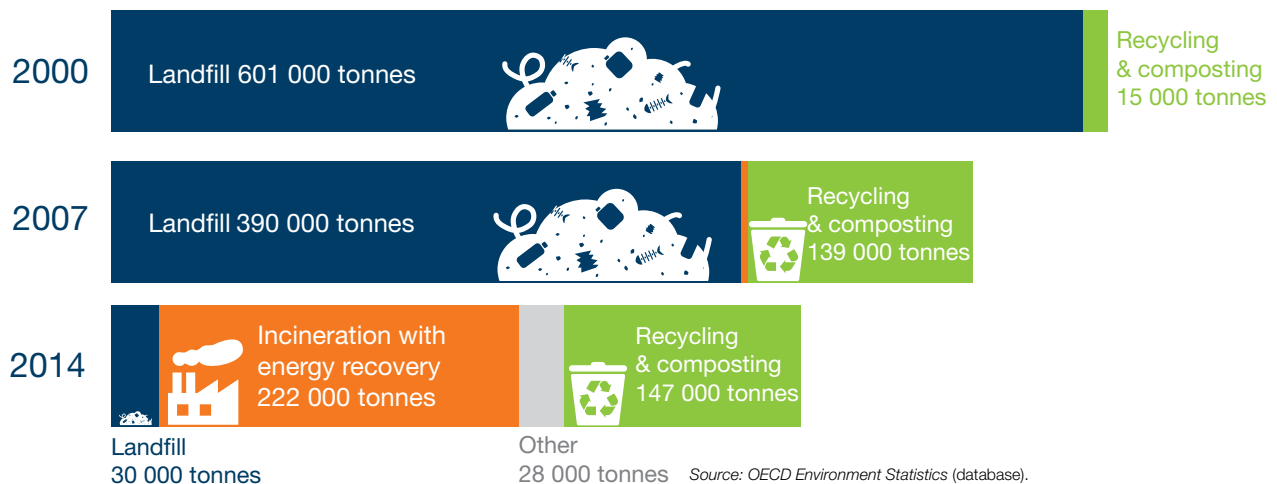 2000
Landfill 601 000 tonnes
Recycling
& composting
15 000 tonnes
2007
Landfill 390 000 tonnes
Recycling
& composting
139 000 tonnes
2014
Incineration with
energy recovery
222 000 tonnes
Recycling
& composting
147 000 tonnes
Landfill
30 000 tonnes
Other
28 000 tonnes
Source: OECD Environment Statistics (database).